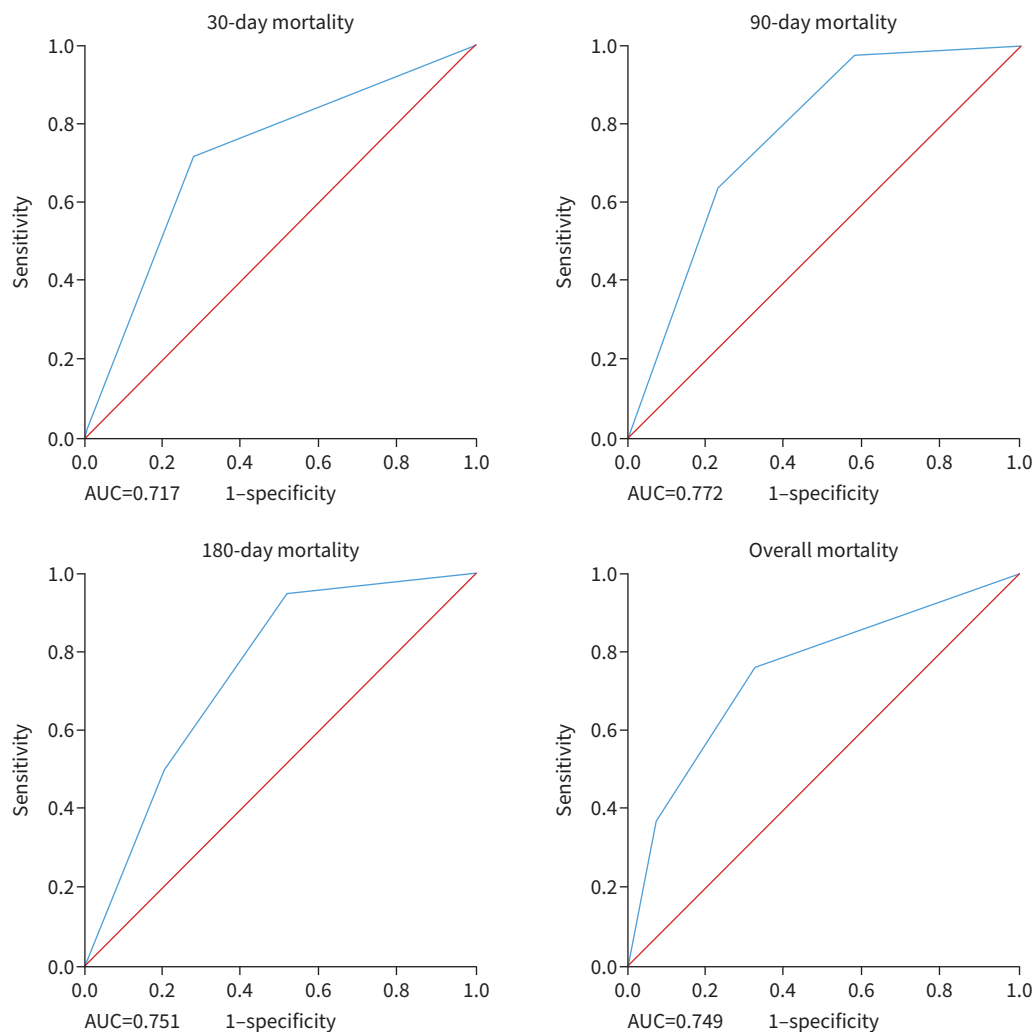 30-day mortality
1.0
0.8
0.6
0.4
0.2
0.0
Sensitivity
0.0 0.2 0.4 0.6 0.8 1.0
AUC=0.717 1–specificity
90-day mortality
1.0
0.8
0.6
0.4
0.2
0.0
Sensitivity
0.0 0.2 0.4 0.6 0.8 1.0
AUC=0.772 1–specificity
180-day mortality
1.0
0.8
0.6
0.4
0.2
0.0
Sensitivity
0.0 0.2 0.4 0.6 0.8 1.0
AUC=0.751 1–specificity
Overall mortality
1.0
0.8
0.6
0.4
0.2
0.0
Sensitivity
0.0 0.2 0.4 0.6 0.8 1.0
AUC=0.749 1–specificity